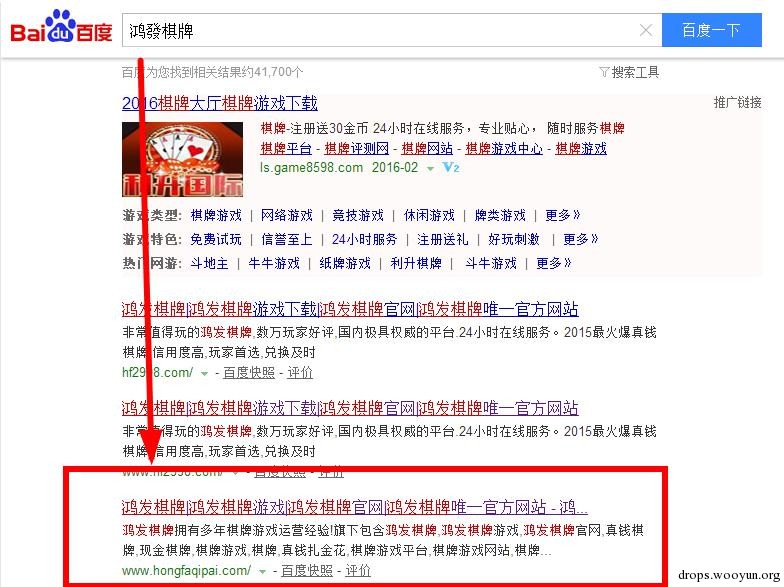 Bai du 百度
鸿發棋牌
百度一下
百度为您找到相关结果约41,700个
搜索工具
2016棋牌大厅棋牌游戏下载
推广链接
棋牌-注册送30金币 24小时在线服务，专业贴心， 随时服务棋牌
棋牌平台 - 棋牌评测网 - 棋牌网站 - 棋牌游戏中心 - 棋牌游戏
ls.game8598.com 2016-02 V2
利升国际
游戏类型: 棋牌游戏 | 网络游戏 | 竞技游戏 | 休闲游戏 | 牌类游戏 | 更多»
游戏特色: 免费试玩 | 信誉至上 | 24小时服务 | 注册送礼 | 好玩刺激 | 更多»
热门网游: 斗地主 | 牛牛游戏 | 纸牌游戏 | 利升棋牌 | 斗牛游戏 | 更多»
鸿发棋牌|鸿发棋牌游戏下载|鸿发棋牌官网|鸿发棋牌唯一官方网站
非常值得玩的鸿发棋牌,数万玩家好评,国内极具权威的平台.24小时在线服务。2015最火爆真钱
棋牌,信用度高,玩家首选,兑换及时
hf2998.com/ - 百度快照 - 评价
鸿发棋牌|鸿发棋牌游戏下载|鸿发棋牌官网|鸿发棋牌唯一官方网站
非常值得玩的鸿发棋牌,数万玩家好评,国内极具权威的平台.24小时在线服务。2015最火爆真钱
棋牌,信用度高,玩家首选,兑换及时
www.hf2998.com/ - 百度快照 - 评价
鸿发棋牌|鸿发棋牌游戏|鸿发棋牌官网|鸿发棋牌唯一官方网站 - 鸿...
鸿发棋牌拥有多年棋牌游戏运营经验!旗下包含鸿发棋牌,鸿发棋牌游戏,鸿发棋牌官网,真钱棋
牌,现金棋牌,棋牌游戏,棋牌,真钱扎金花,棋牌游戏平台,棋牌游戏网站,棋牌...
www.hongfaqipai.com/ - 百度快照 - 评价
drops.wooyun.org